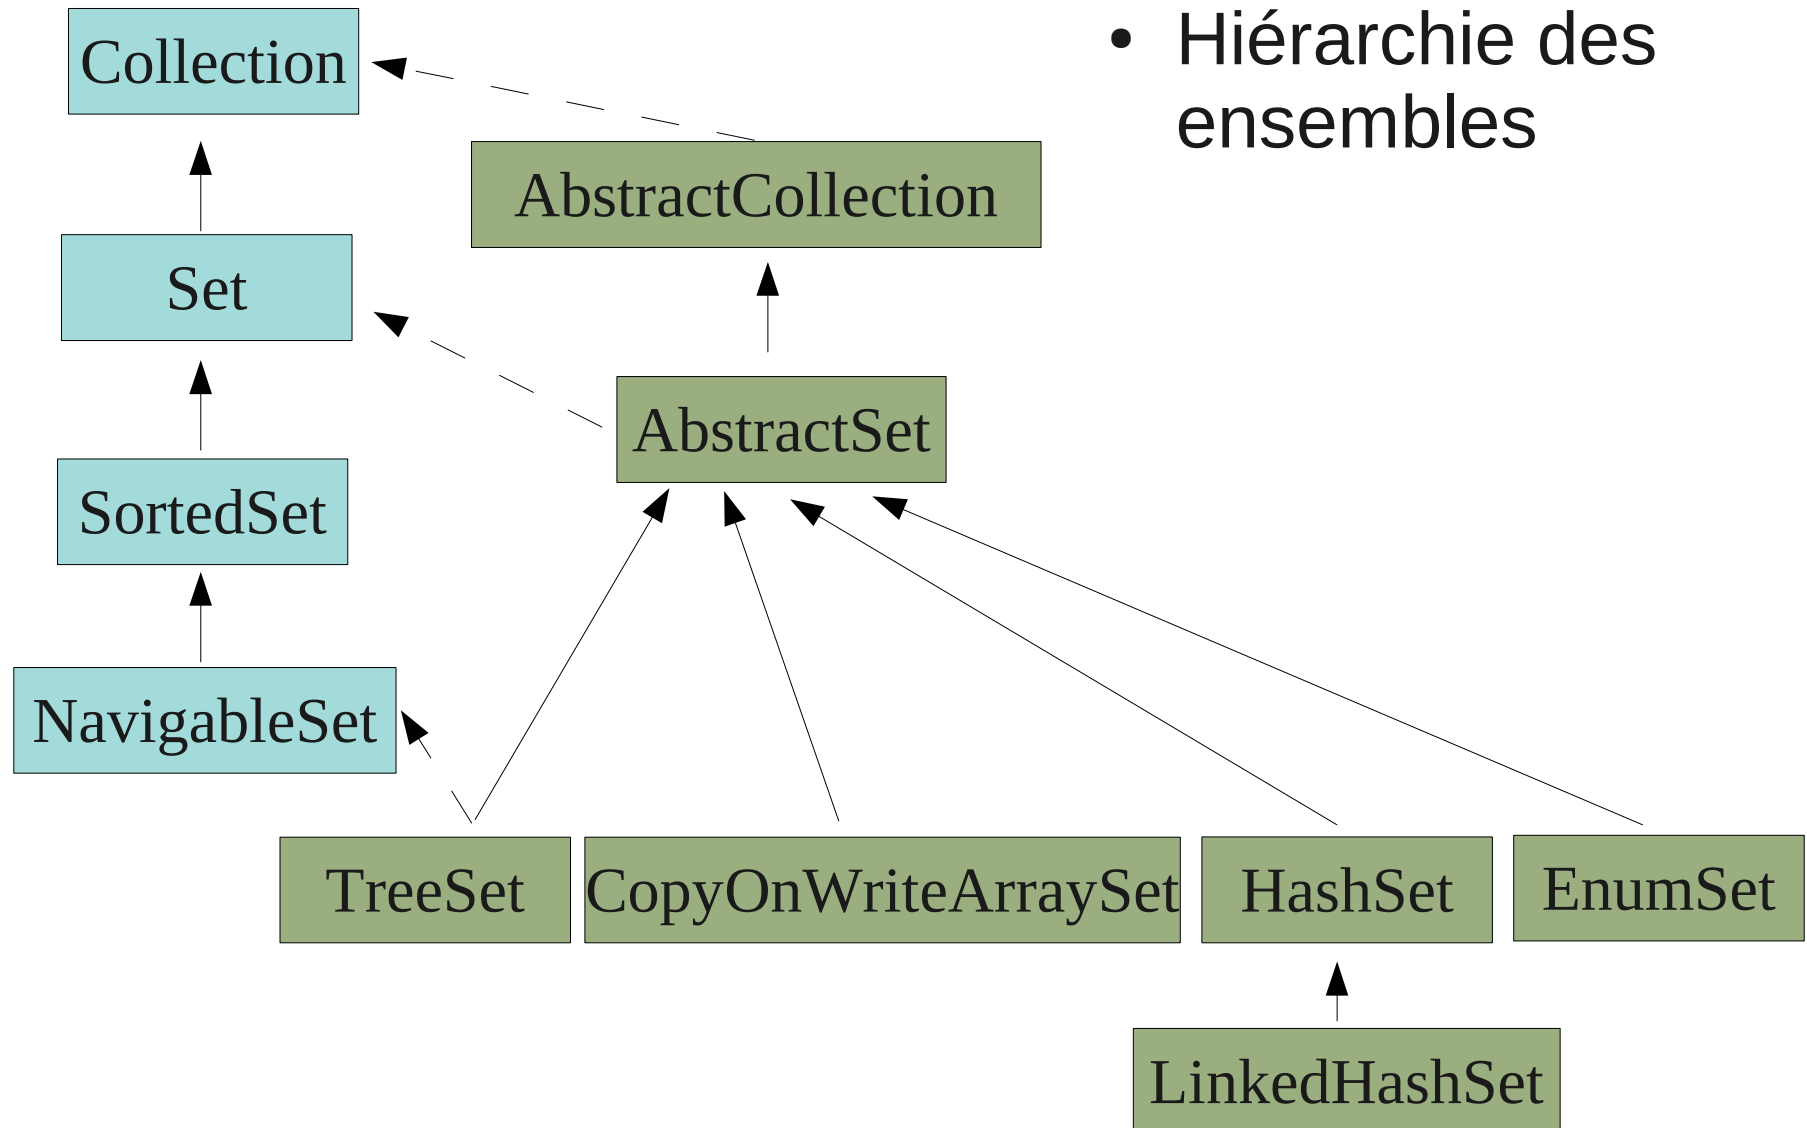 Collection
• Hiérarchie des
ensembles
AbstractCollection
Set
AbstractSet
SortedSet
NavigableSet
TreeSet
CopyOnWriteArraySet
HashSet
EnumSet
LinkedHashSet